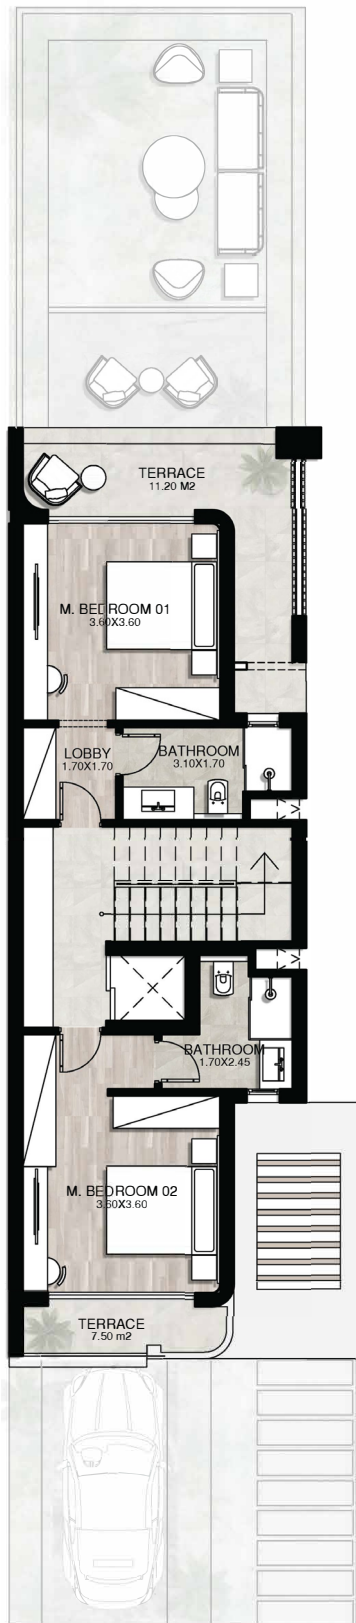 TERRACE
11.20 M2
M. BEDROOM 01
3.60X3.60
LOBBY
1.70X1.70
BATHROOM
3.10X1.70
BATHROOM
1.70X2.45
M. BEDROOM 02
3.60X3.60
TERRACE
7.50 m2